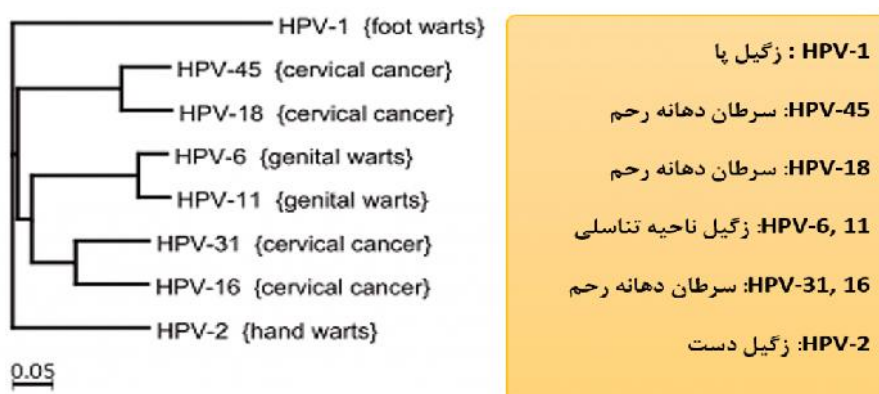 HPV-1 {foot warts}
HPV-45 {cervical cancer}
HPV-18 {cervical cancer}
HPV-6 {genital warts}
HPV-11 {genital warts}
HPV-31 {cervical cancer}
HPV-16 {cervical cancer}
HPV-2 {hand warts}
0.05
HPV-1 : زگیل پا
HPV-45: سرطان دهانه رحم
HPV-18: سرطان دهانه رحم
HPV-6, 11: زگیل ناحیه تناسلی
HPV-31, 16: سرطان دهانه رحم
HPV-2: زگیل دست